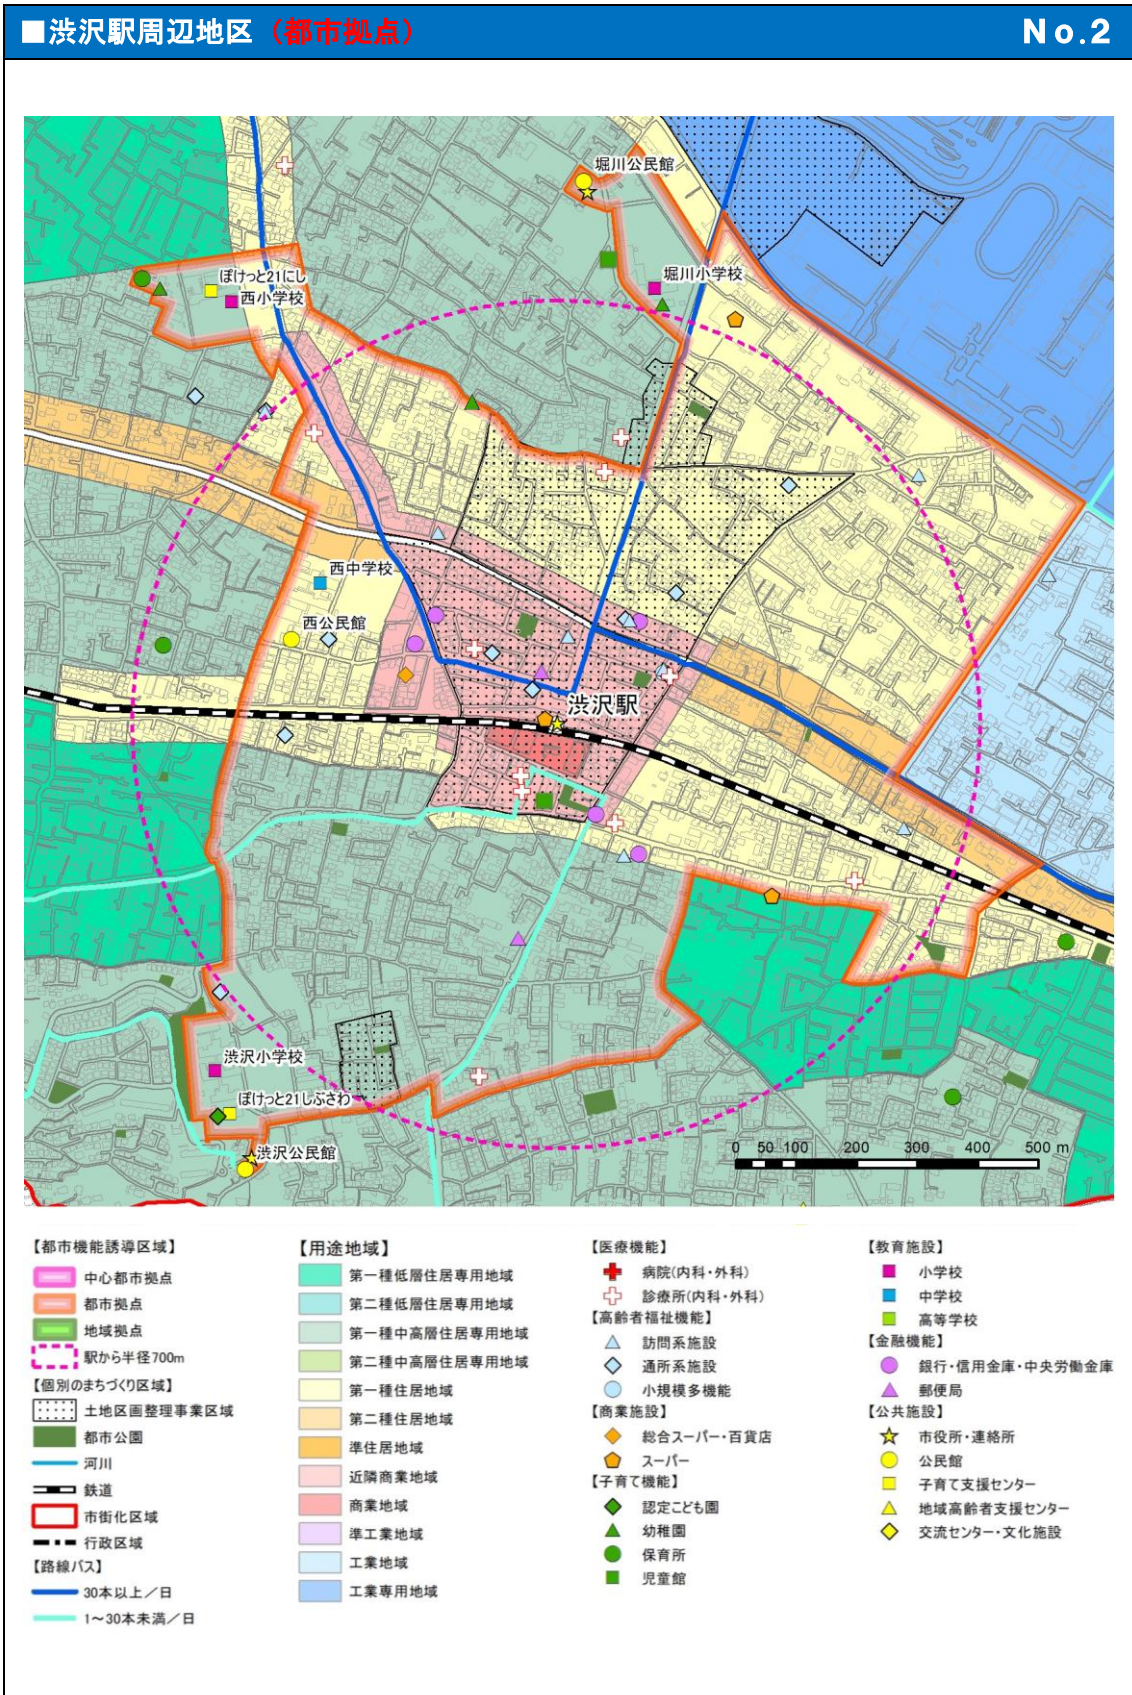 ■渋沢駅周辺地区（都市拠点） No.2
堀川公民館
ぽけっと21にし
西小学校
堀川小学校
西中学校
西公民館
渋沢駅
渋沢小学校
ぽけっと21しぶさわ
渋沢公民館
0 50 100 200 300 400 500 m
【都市機能誘導区域】
中心都市拠点
都市拠点
地域拠点
駅から半径700m
【個別のまちづくり区域】
土地区画整理事業区域
都市公園
河川
鉄道
市街化区域
行政区域
【路線バス】
30本以上／日
1～30本未満／日
【用途地域】
第一種低層住居専用地域
第二種低層住居専用地域
第一種中高層住居専用地域
第二種中高層住居専用地域
第一種住居地域
第二種住居地域
準住居地域
近隣商業地域
商業地域
準工業地域
工業地域
工業専用地域
【医療機能】
病院(内科・外科)
診療所(内科・外科)
【高齢者福祉機能】
訪問系施設
通所系施設
小規模多機能
【商業施設】
総合スーパー・百貨店
スーパー
【子育て機能】
認定こども園
幼稚園
保育所
児童館
【教育施設】
小学校
中学校
高等学校
【金融機能】
銀行・信用金庫・中央労働金庫
郵便局
【公共施設】
市役所・連絡所
公民館
子育て支援センター
地域高齢者支援センター
交流センター・文化施設